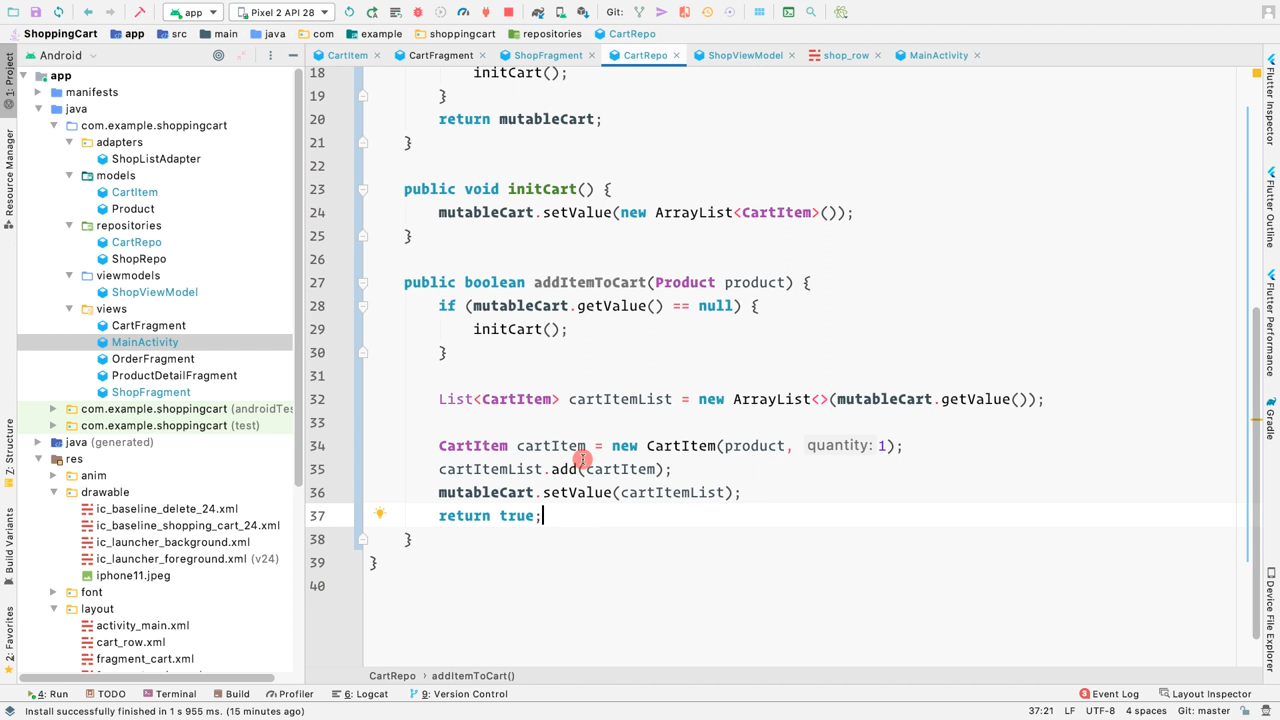 app
Pixel 2 API 28
Git:
ShoppingCart
app
src
main
java
com
example
shoppingcart
repositories
CartRepo
1: Project
Resource Manager
Z: Structure
Build Variants
2: Favorites
Android
app
manifests
java
com.example.shoppingcart
adapters
ShopListAdapter
models
CartItem
Product
repositories
CartRepo
ShopRepo
viewmodels
ShopViewModel
views
CartFragment
MainActivity
OrderFragment
ProductDetailFragment
ShopFragment
com.example.shoppingcart (androidTes
com.example.shoppingcart (test)
java (generated)
res
anim
drawable
ic_baseline_delete_24.xml
ic_baseline_shopping_cart_24.xml
ic_launcher_background.xml
ic_launcher_foreground.xml (v24)
iphone11.jpeg
font
layout
activity_main.xml
cart_row.xml
fragment_cart.xml
CartItem
CartFragment
ShopFragment
CartRepo
ShopViewModel
shop_row
MainActivity
18 initCart();
19 }
20 return mutableCart;
21 }
22
23 public void initCart() {
24 mutableCart.setValue(new ArrayList<CartItem>());
25 }
26
27 public boolean addItemToCart(Product product) {
28 if (mutableCart.getValue() == null) {
29 initCart();
30 }
31
32 List<CartItem> cartItemList = new ArrayList<>(mutableCart.getValue());
33
34 CartItem cartItem = new CartItem(product, quantity: 1);
35 cartItemList.add(cartItem);
36 mutableCart.setValue(cartItemList);
37 return true;
38 }
39 }
40
CartRepo
addItemToCart()
Flutter Inspector
Flutter Outline
Flutter Performance
Gradle
Device File Explorer
4: Run
TODO
Terminal
Build
Profiler
6: Logcat
9: Version Control
3 Event Log
Layout Inspector
Install successfully finished in 1 s 955 ms. (15 minutes ago)
37:21
LF
UTF-8
4 spaces
Git: master